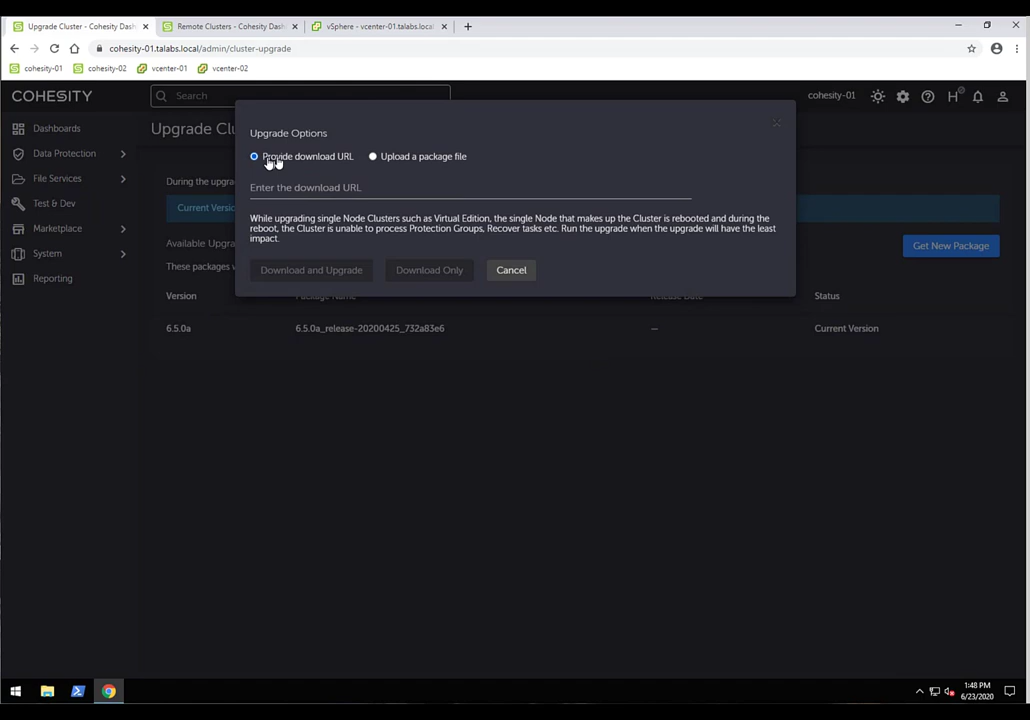 Upgrade Cluster - Cohesity Dash
Remote Clusters - Cohesity Dash
vSphere - vcenter-01.talabs.local
cohesity-01.talabs.local/admin/cluster-upgrade
cohesity-01
cohesity-02
vcenter-01
vcenter-02
COHESITY
Search
cohesity-01
H
Dashboards
Data Protection
File Services
Test & Dev
Marketplace
System
Reporting
Upgrade Clu
During the upgra
Current Versio
Available Upgra
These packages v
Get New Package
Upgrade Options
Provide download URL
Upload a package file
Enter the download URL
While upgrading single Node Clusters such as Virtual Edition, the single Node that makes up the Cluster is rebooted and during the
reboot, the Cluster is unable to process Protection Groups, Recover tasks etc. Run the upgrade when the upgrade will have the least
impact.
Download and Upgrade
Download Only
Cancel
Version
Package Name
Release Date
Status
6.5.0a
6.5.0a_release-20200425_732a83e6
—
Current Version
1:48 PM
6/23/2020